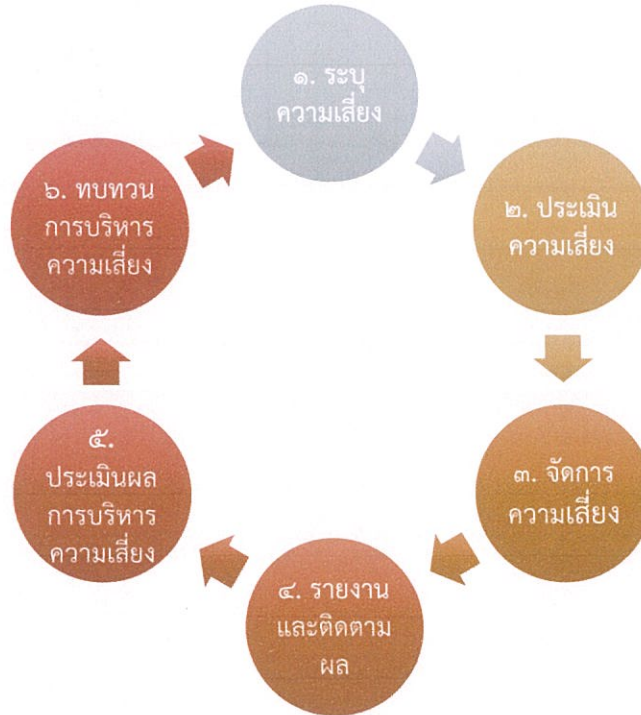 ๑. ระบุ
ความเสี่ยง
๒. ประเมิน
ความเสี่ยง
๓. จัดการ
ความเสี่ยง
๔. รายงาน
และติดตาม
ผล
๕.
ประเมินผล
การบริหาร
ความเสี่ยง
๖. ทบทวน
การบริหาร
ความเสี่ยง